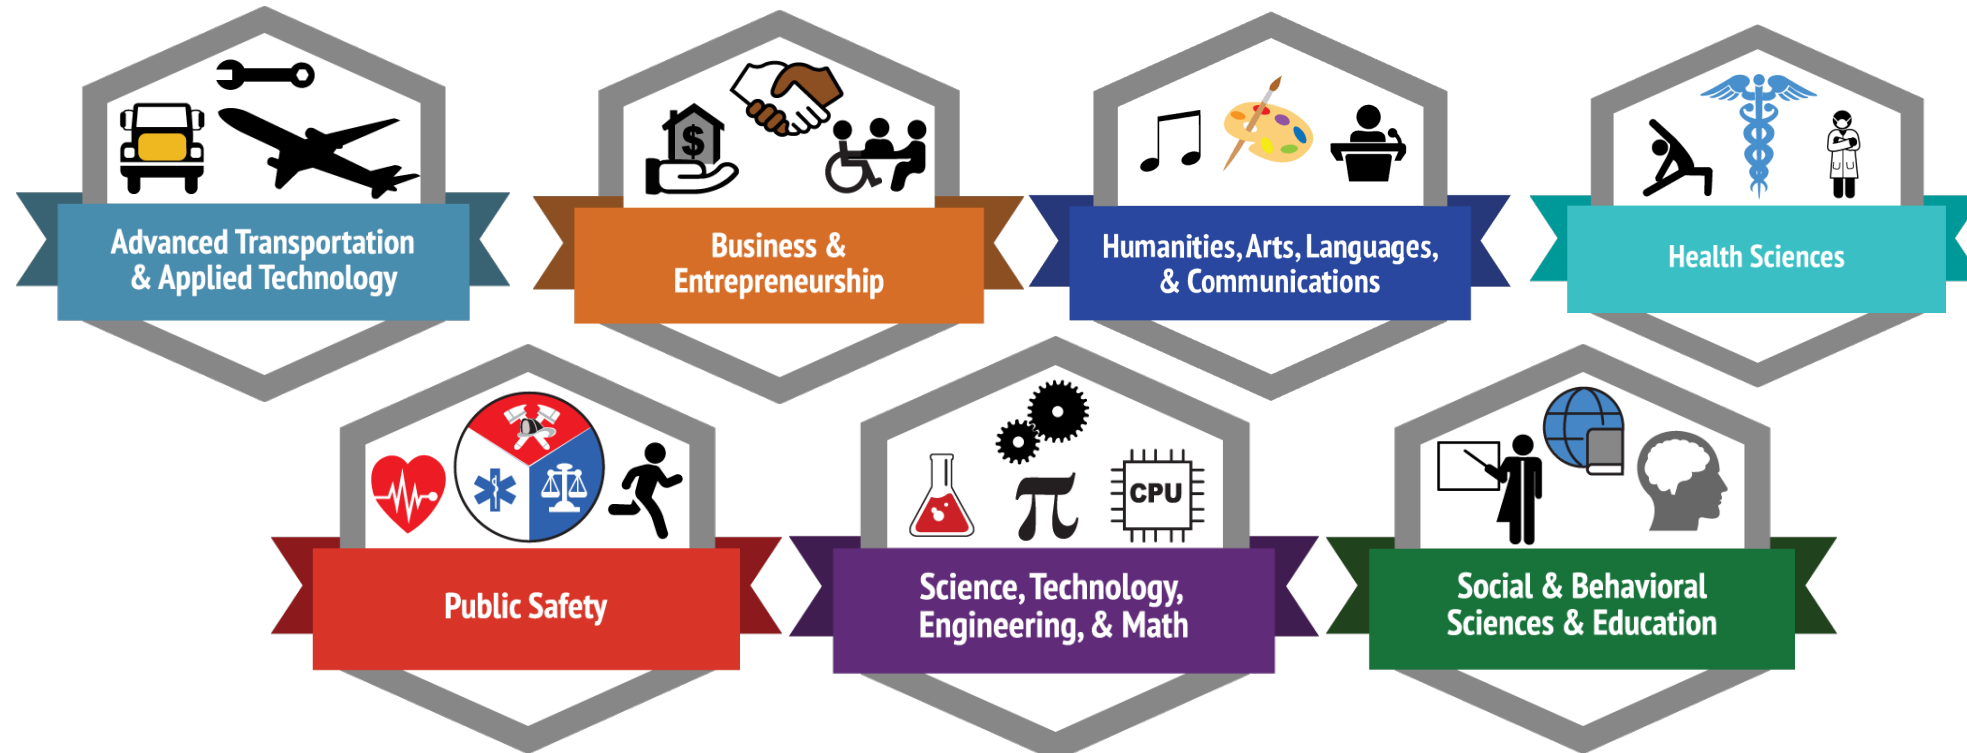 $
Advanced Transportation
& Applied Technology
Business &
Entrepreneurship
Humanities, Arts, Languages,
& Communications
Health Sciences
Public Safety
π
CPU
Science, Technology,
Engineering, & Math
Social & Behavioral
Sciences & Education